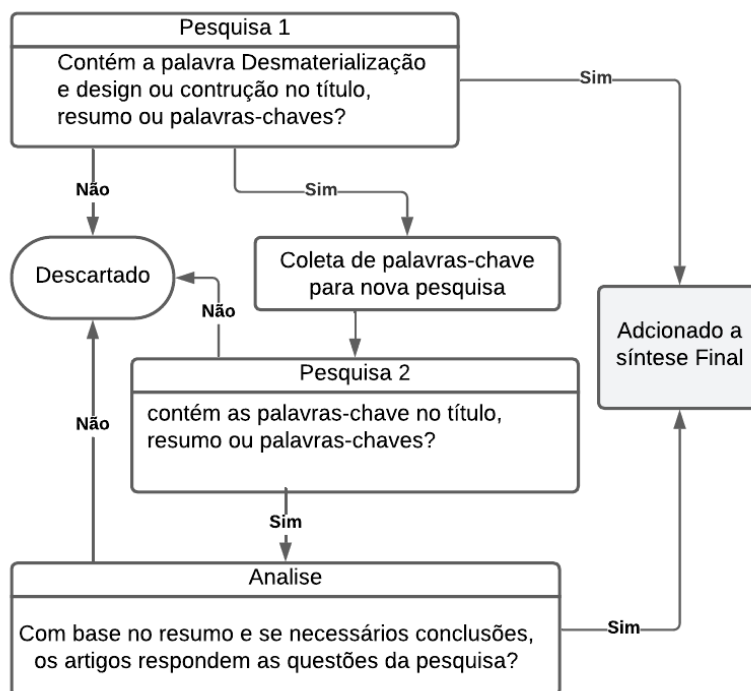 Pesquisa 1
Contém a palavra Desmaterialização
e design ou contrução no título,
resumo ou palavras-chaves?
Sim
Não
Sim
Descartado
Coleta de palavras-chave
para nova pesquisa
Não
Adcionado a
síntese Final
Pesquisa 2
contém as palavras-chave no título,
resumo ou palavras-chaves?
Não
Sim
Analise
Com base no resumo e se necessários conclusões,
os artigos respondem as questões da pesquisa?
Sim